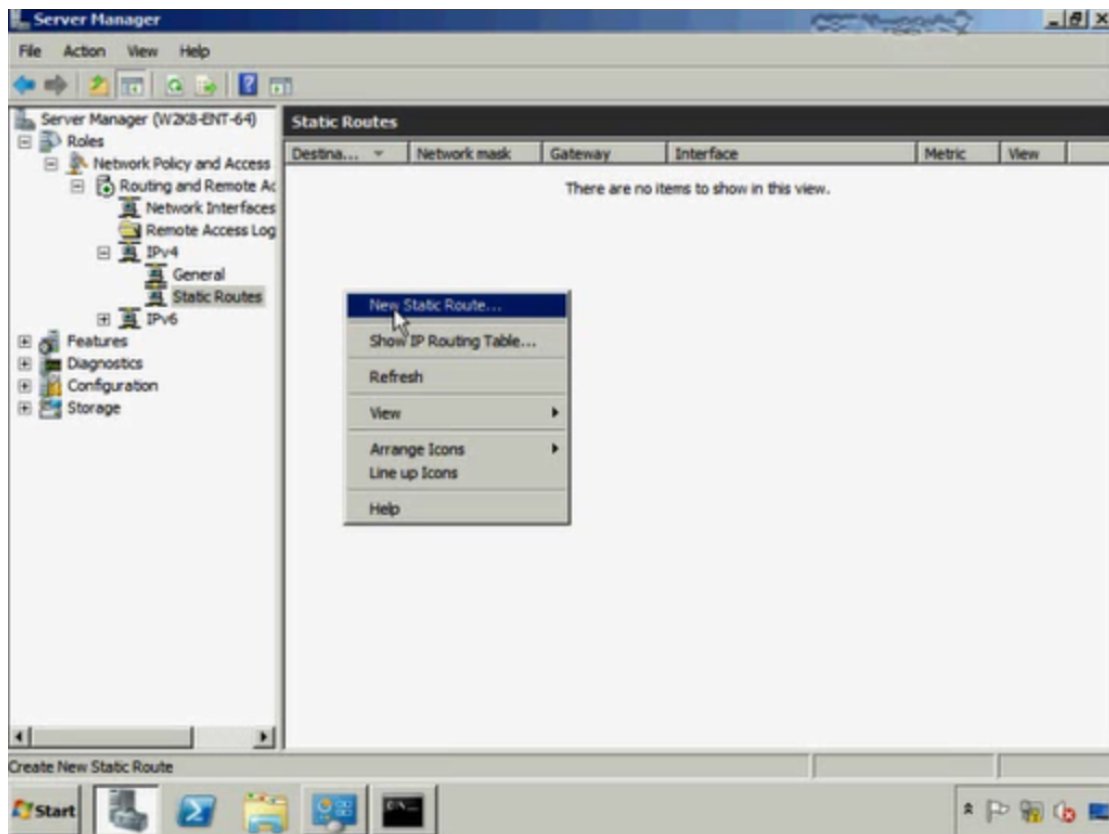 Server Manager
File Action View Help
Server Manager (W2K8-ENT-64)
Roles
Network Policy and Access
Routing and Remote Ac
Network Interfaces
Remote Access Log
IPv4
General
Static Routes
IPv6
Features
Diagnostics
Configuration
Storage
Static Routes
Destina... Network mask Gateway Interface Metric View
There are no items to show in this view.
New Static Route...
Show IP Routing Table...
Refresh
View
Arrange Icons
Line up Icons
Help
Create New Static Route
Start